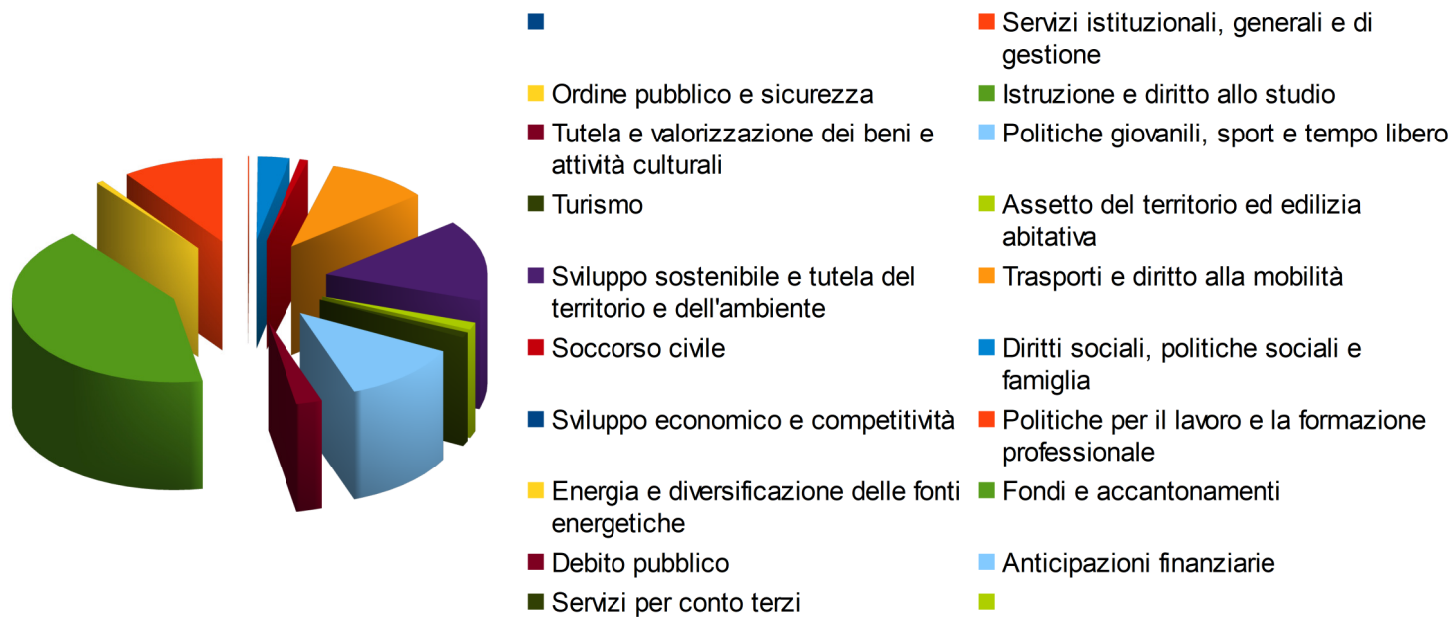 Servizi istituzionali, generali e di
gestione
Ordine pubblico e sicurezza
Istruzione e diritto allo studio
Tutela e valorizzazione dei beni e
attività culturali
Politiche giovanili, sport e tempo libero
Turismo
Assetto del territorio ed edilizia
abitativa
Sviluppo sostenibile e tutela del
territorio e dell'ambiente
Trasporti e diritto alla mobilità
Soccorso civile
Diritti sociali, politiche sociali e
famiglia
Sviluppo economico e competitività
Politiche per il lavoro e la formazione
professionale
Energia e diversificazione delle fonti
energetiche
Fondi e accantonamenti
Debito pubblico
Anticipazioni finanziarie
Servizi per conto terzi